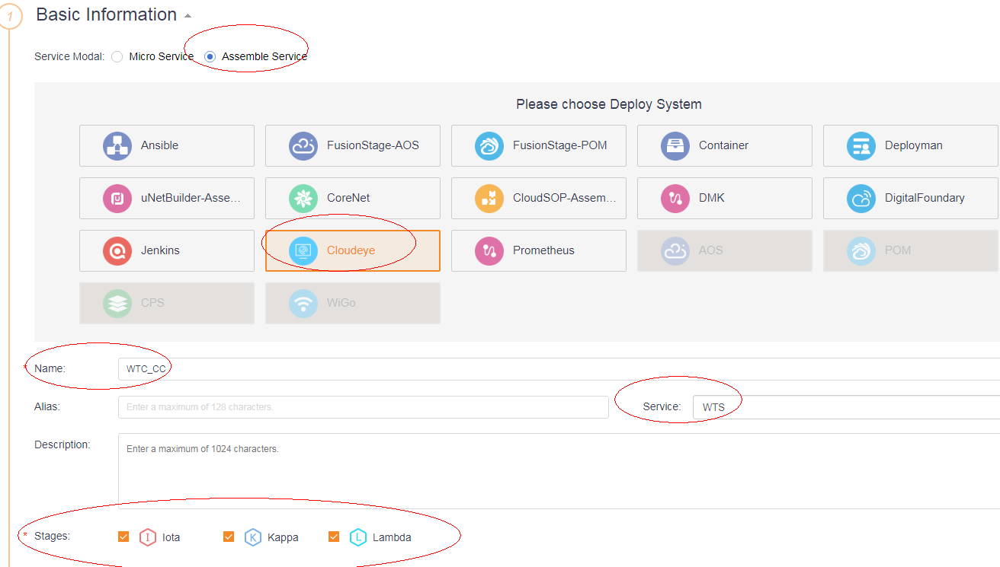 1 Basic Information
Service Modal: Micro Service Assemble Service
Please choose Deploy System
Ansible FusionStage-AOS FusionStage-POM Container Deployman
uNetBuilder-Asse... CoreNet CloudSOP-Assem... DMK DigitalFoundary
Jenkins Cloudeye Prometheus AOS POM
CPS WiGo
* Name: WTC_CC
Alias: Enter a maximum of 128 characters. Service: WTS
Description: Enter a maximum of 1024 characters.
* Stages: I Iota K Kappa L Lambda